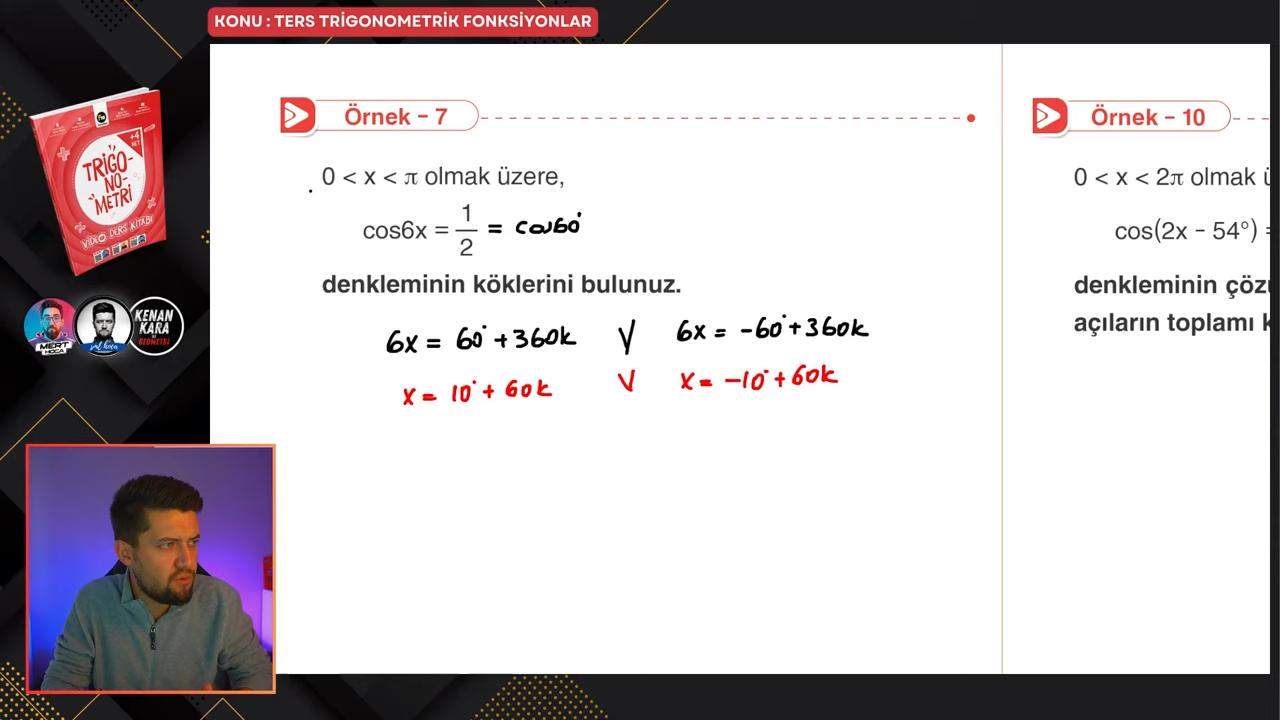 KONU : TERS TRİGONOMETRİK FONKSİYONLAR
Örnek – 7
0 < x < π olmak üzere,
cos6x = 1/2 = cos60°
denkleminin köklerini bulunuz.
6x = 60° + 360k V 6x = -60° + 360k
x = 10° + 60k V x = -10° + 60k
Örnek – 10
0 < x < 2π olmak ü
cos(2x – 54°) =
denkleminin çözü
açıların toplamı k
+4 NET
TRİGO-
NO-
METRİ
VİDEO DERS KİTABI
MERT HOCA
KENAN
KARA
GEOMETRİ